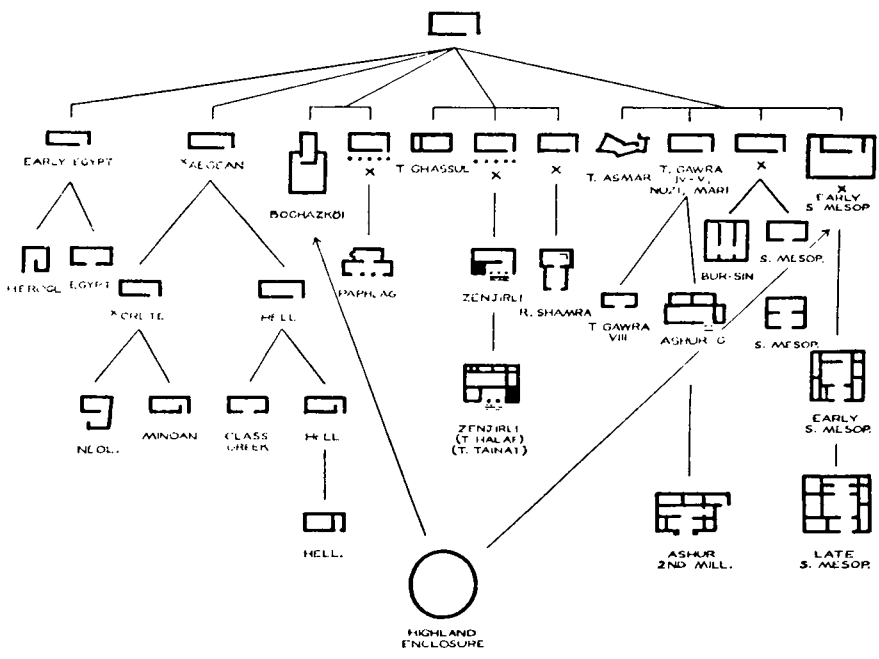 EARLY EGYPT
×AEGEAN
BOGHAZKÖI
×
T. GHASSUL
×
×
T. ASMAR
T. GAWRA
IV-V,
NUZI, MARI
×
×
EARLY
S. MESOP.
HEROGL
EGYPT
×CRETE
HELL
PAPHLAG
ZENJIRLI
R. SHAMRA
T. GAWRA
VIII
ASHUR G
BUR-SIN
S. MESOP.
S. MESOP.
NEOL.
MINOAN
CLASS
GREEK
HELL
HELL.
ZENJIRLI
(T. HALAF)
(T. TAINAT)
EARLY
S. MESOP.
ASHUR
2ND MILL.
LATE
S. MESOP.
HIGHLAND
ENCLOSURE